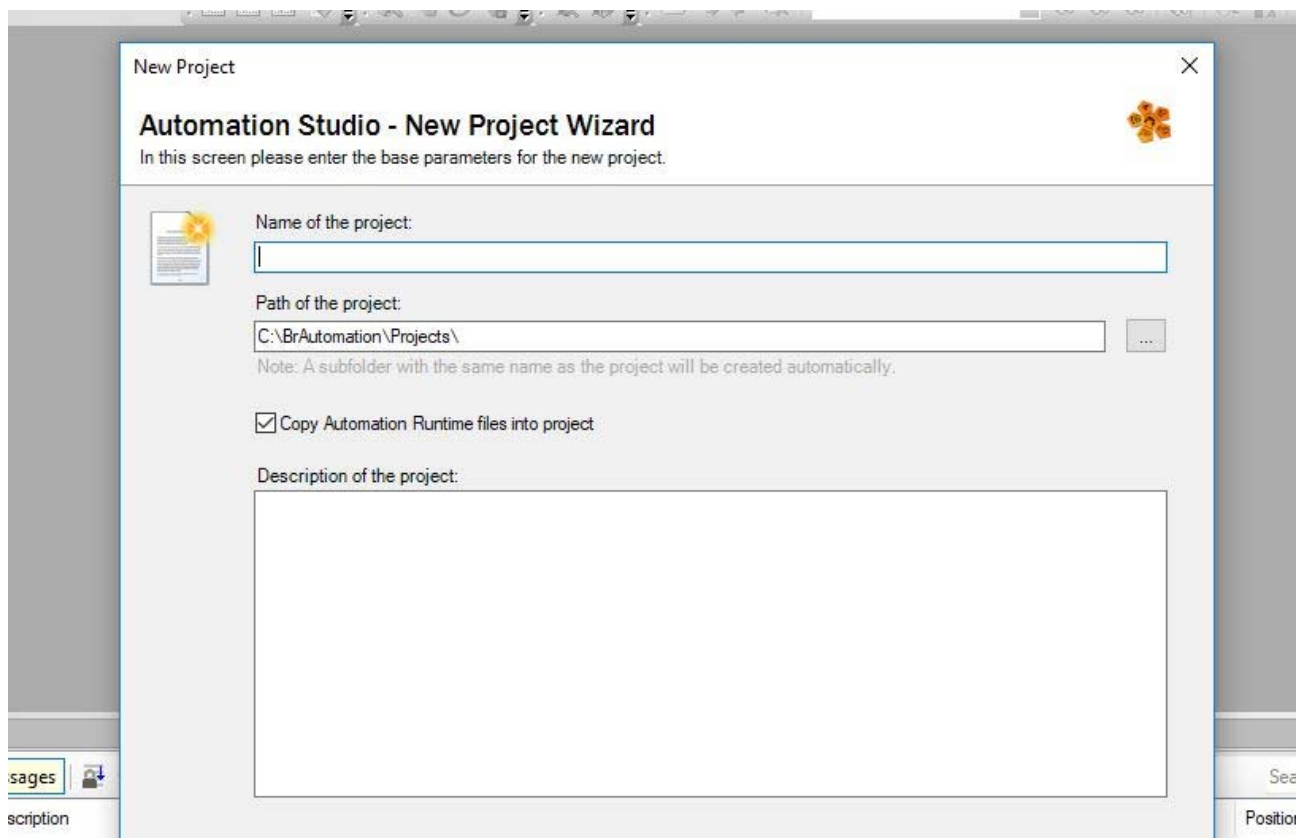 New Project
Automation Studio - New Project Wizard
In this screen please enter the base parameters for the new project.
Name of the project:
Path of the project:
C:\BrAutomation\Projects\
...
Note: A subfolder with the same name as the project will be created automatically.
Copy Automation Runtime files into project
Description of the project:
ssages
Sea
scription
Position